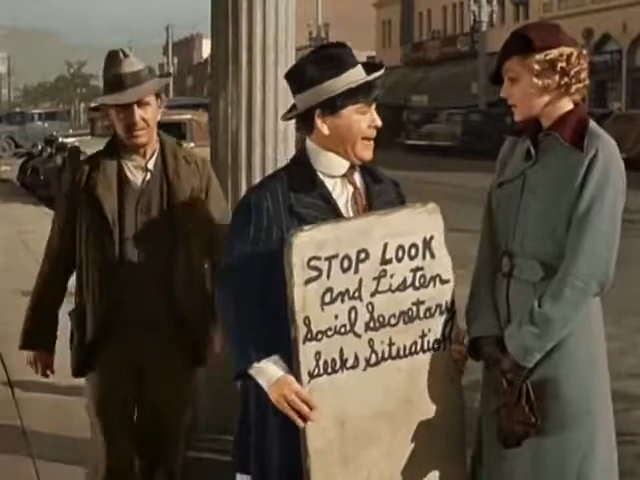 STOP LOOK
and Listen
Social Secretary
Seeks Situation